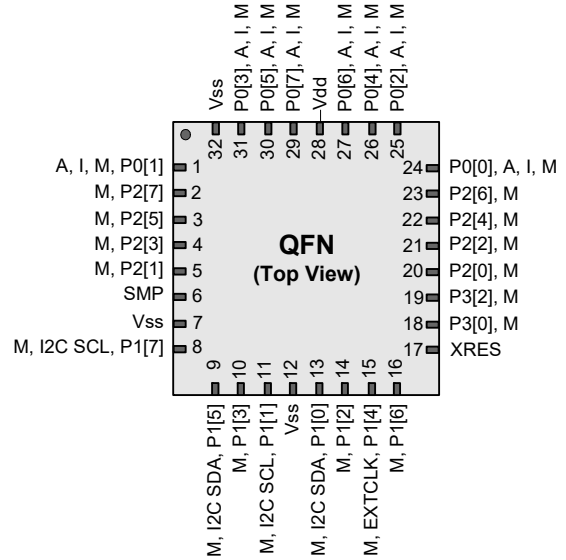 Vss
P0[3], A, I, M
P0[5], A, I, M
P0[7], A, I, M
Vdd
P0[6], A, I, M
P0[4], A, I, M
P0[2], A, I, M
32
31
30
29
28
27
26
25
A, I, M, P0[1] 1
M, P2[7] 2
M, P2[5] 3
M, P2[3] 4
M, P2[1] 5
SMP 6
Vss 7
M, I2C SCL, P1[7] 8
QFN
(Top View)
24 P0[0], A, I, M
23 P2[6], M
22 P2[4], M
21 P2[2], M
20 P2[0], M
19 P3[2], M
18 P3[0], M
17 XRES
9
10
11
12
13
14
15
16
M, I2C SDA, P1[5]
M, P1[3]
M, I2C SCL, P1[1]
Vss
M, I2C SDA, P1[0]
M, P1[2]
M, EXTCLK, P1[4]
M, P1[6]